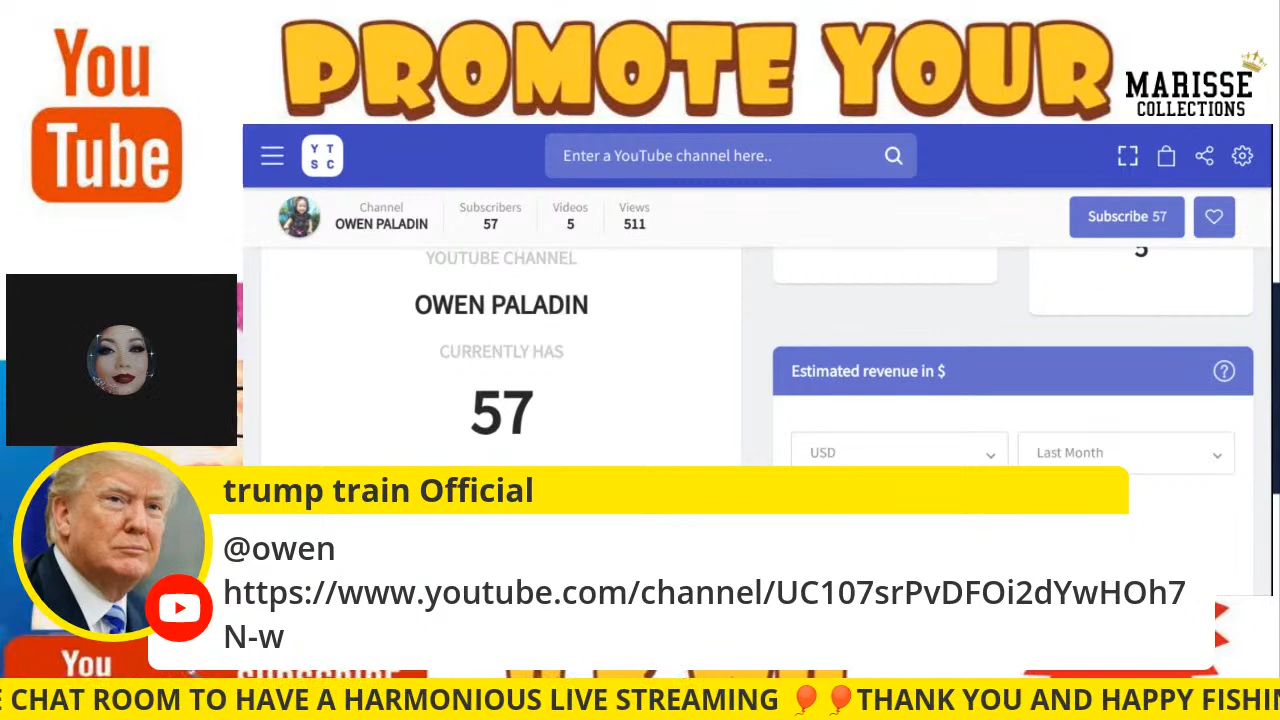 You
Tube
PROMOTE YOUR
MARISSE
COLLECTIONS
Y T
S C
Enter a YouTube channel here..
Channel
OWEN PALADIN
Subscribers
57
Videos
5
Views
511
Subscribe 57
YOUTUBE CHANNEL
OWEN PALADIN
CURRENTLY HAS
57
5
Estimated revenue in $
?
USD
Last Month
trump train Official
@owen
https://www.youtube.com/channel/UC107srPvDFOi2dYwHOh7
N-w
You
E CHAT ROOM TO HAVE A HARMONIOUS LIVE STREAMING 🎈🎈THANK YOU AND HAPPY FISHIN